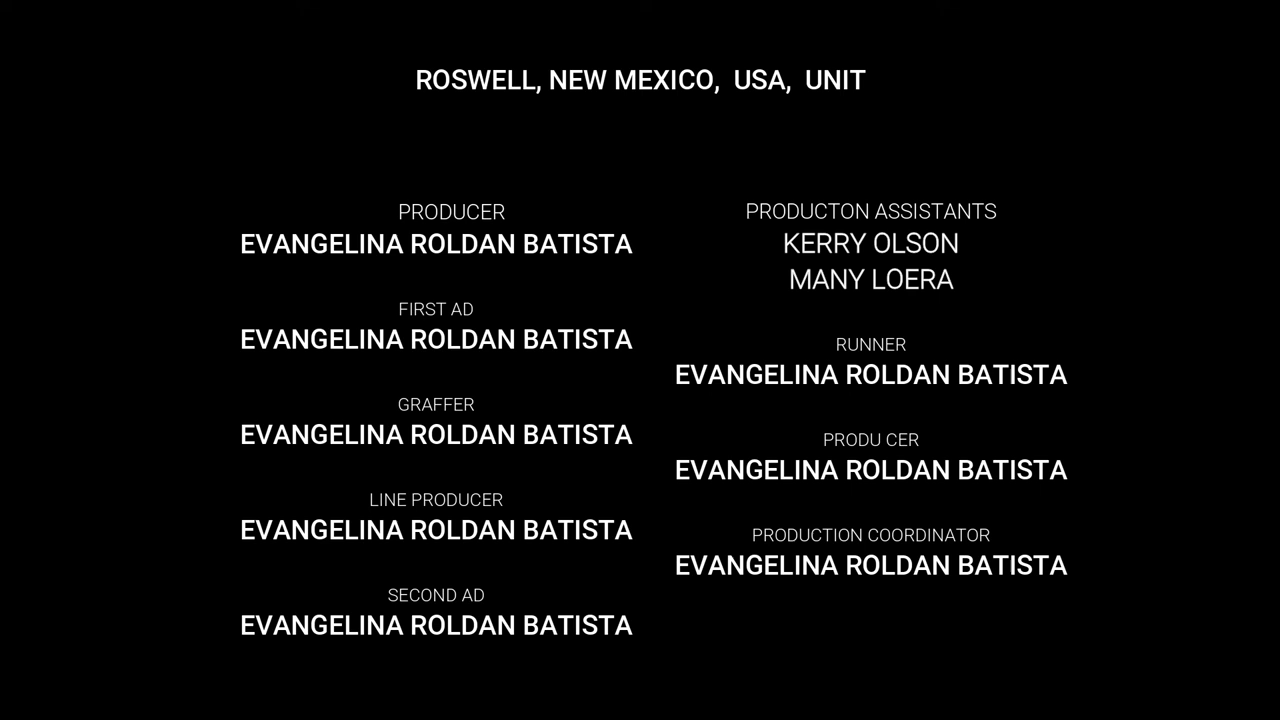 ROSWELL, NEW MEXICO, USA, UNIT
PRODUCER
EVANGELINA ROLDAN BATISTA
FIRST AD
EVANGELINA ROLDAN BATISTA
GRAFFER
EVANGELINA ROLDAN BATISTA
LINE PRODUCER
EVANGELINA ROLDAN BATISTA
SECOND AD
EVANGELINA ROLDAN BATISTA
PRODUCTON ASSISTANTS
KERRY OLSON
MANY LOERA
RUNNER
EVANGELINA ROLDAN BATISTA
PRODU CER
EVANGELINA ROLDAN BATISTA
PRODUCTION COORDINATOR
EVANGELINA ROLDAN BATISTA